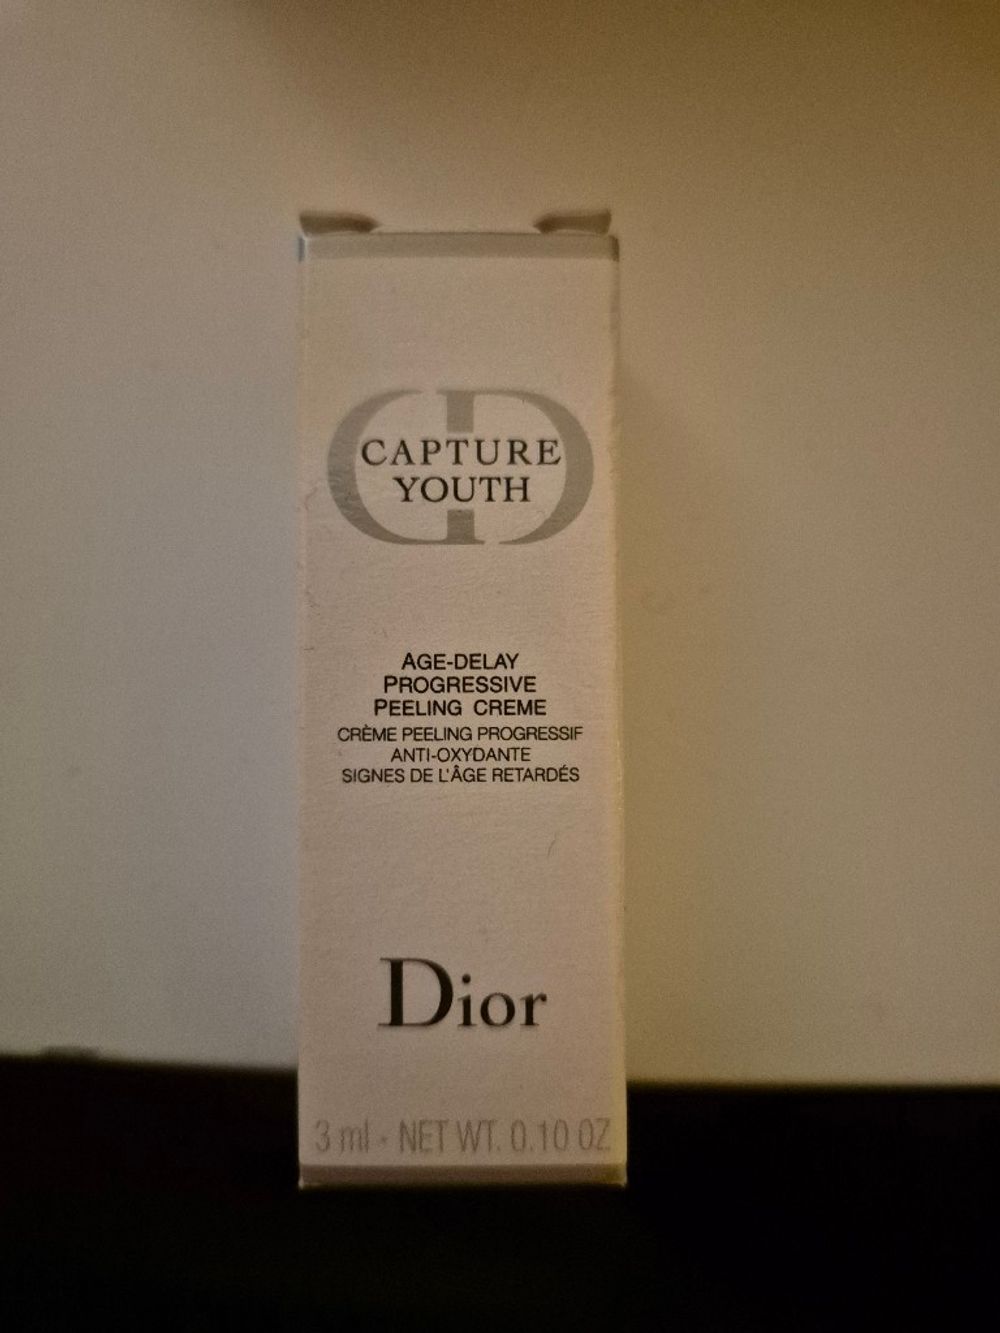 CAPTURE
YOUTH
AGE-DELAY
PROGRESSIVE
PEELING CREME
CRÈME PEELING PROGRESSIF
ANTI-OXYDANTE
SIGNES DE L'ÂGE RETARDÉS
Dior
3 ml - NET WT. 0.10 OZ